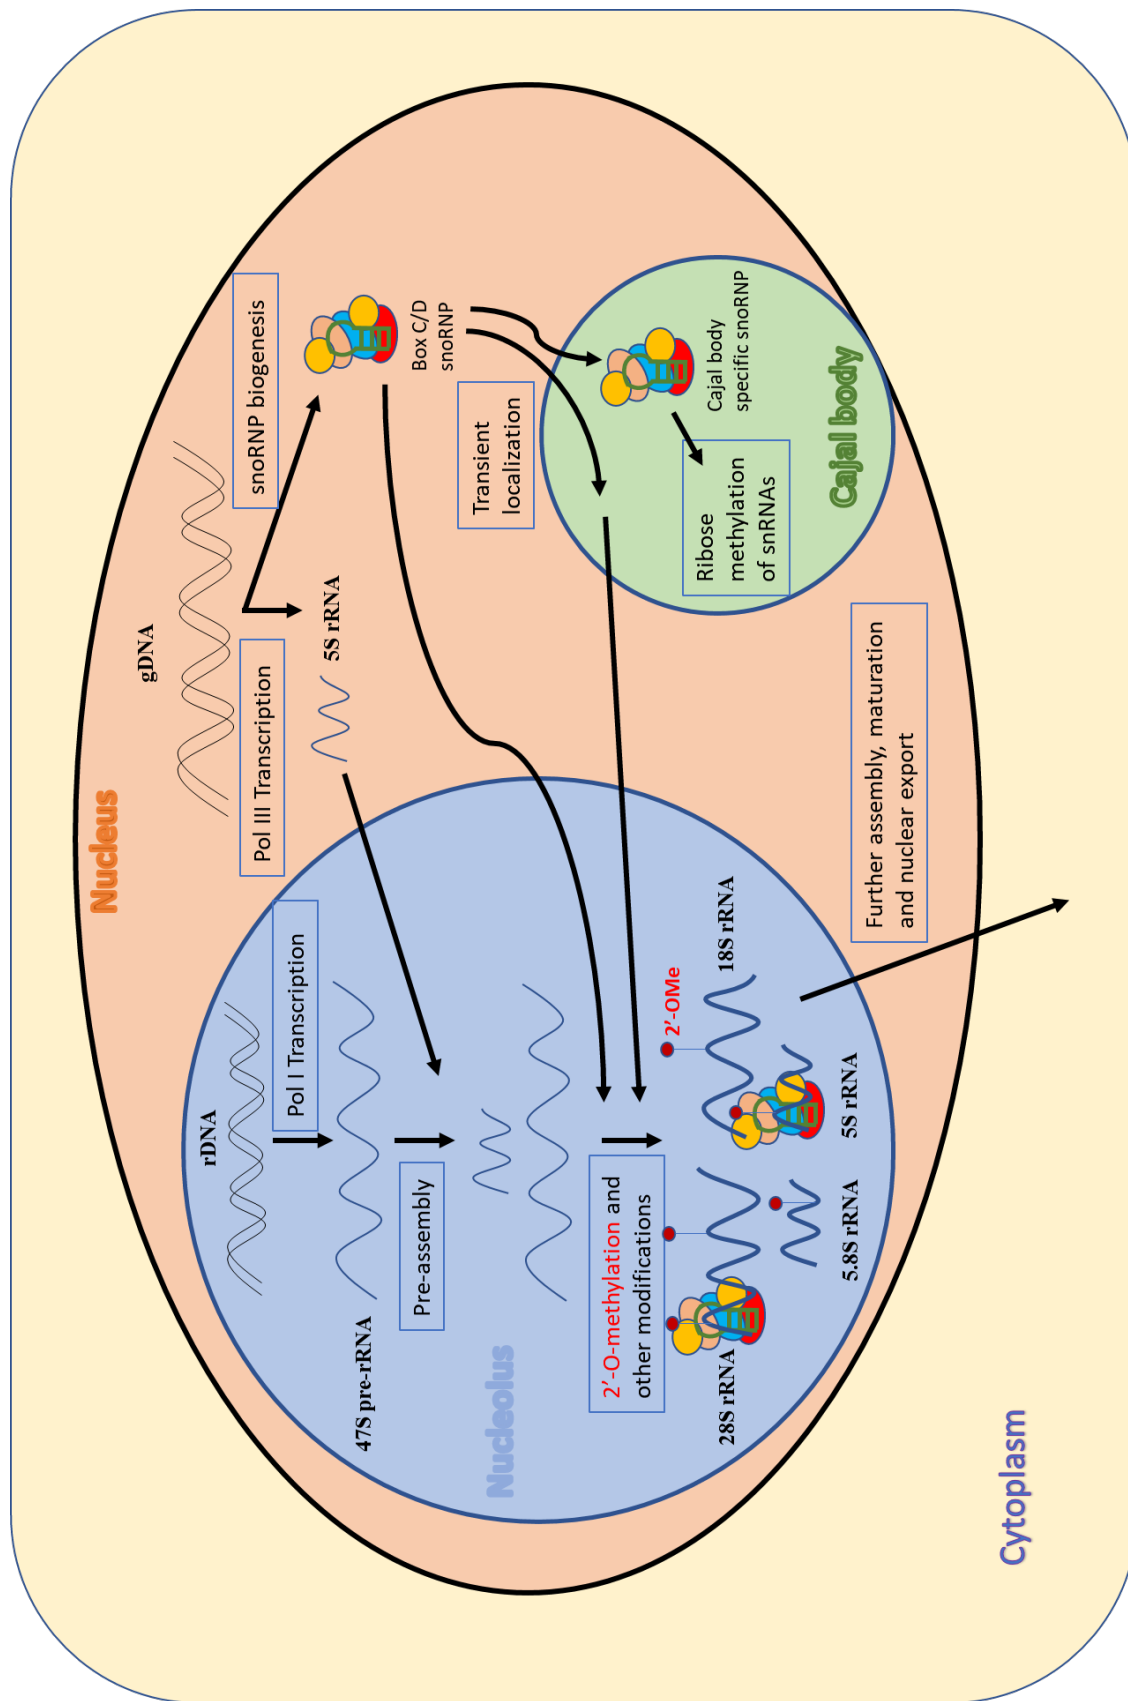 Nucleus
gDNA
rDNA
Pol III Transcription
snoRNP biogenesis
Pol I Transcription
5S rRNA
Box C/D
snoRNP
47S pre-rRNA
Pre-assembly
Transient
localization
Nucleolus
2'-O-methylation and
other modifications
2'-OMe
28S rRNA
18S rRNA
5.8S rRNA
5S rRNA
Cajal body
specific snoRNP
Ribose
methylation
of snRNAs
Cajal body
Further assembly, maturation
and nuclear export
Cytoplasm